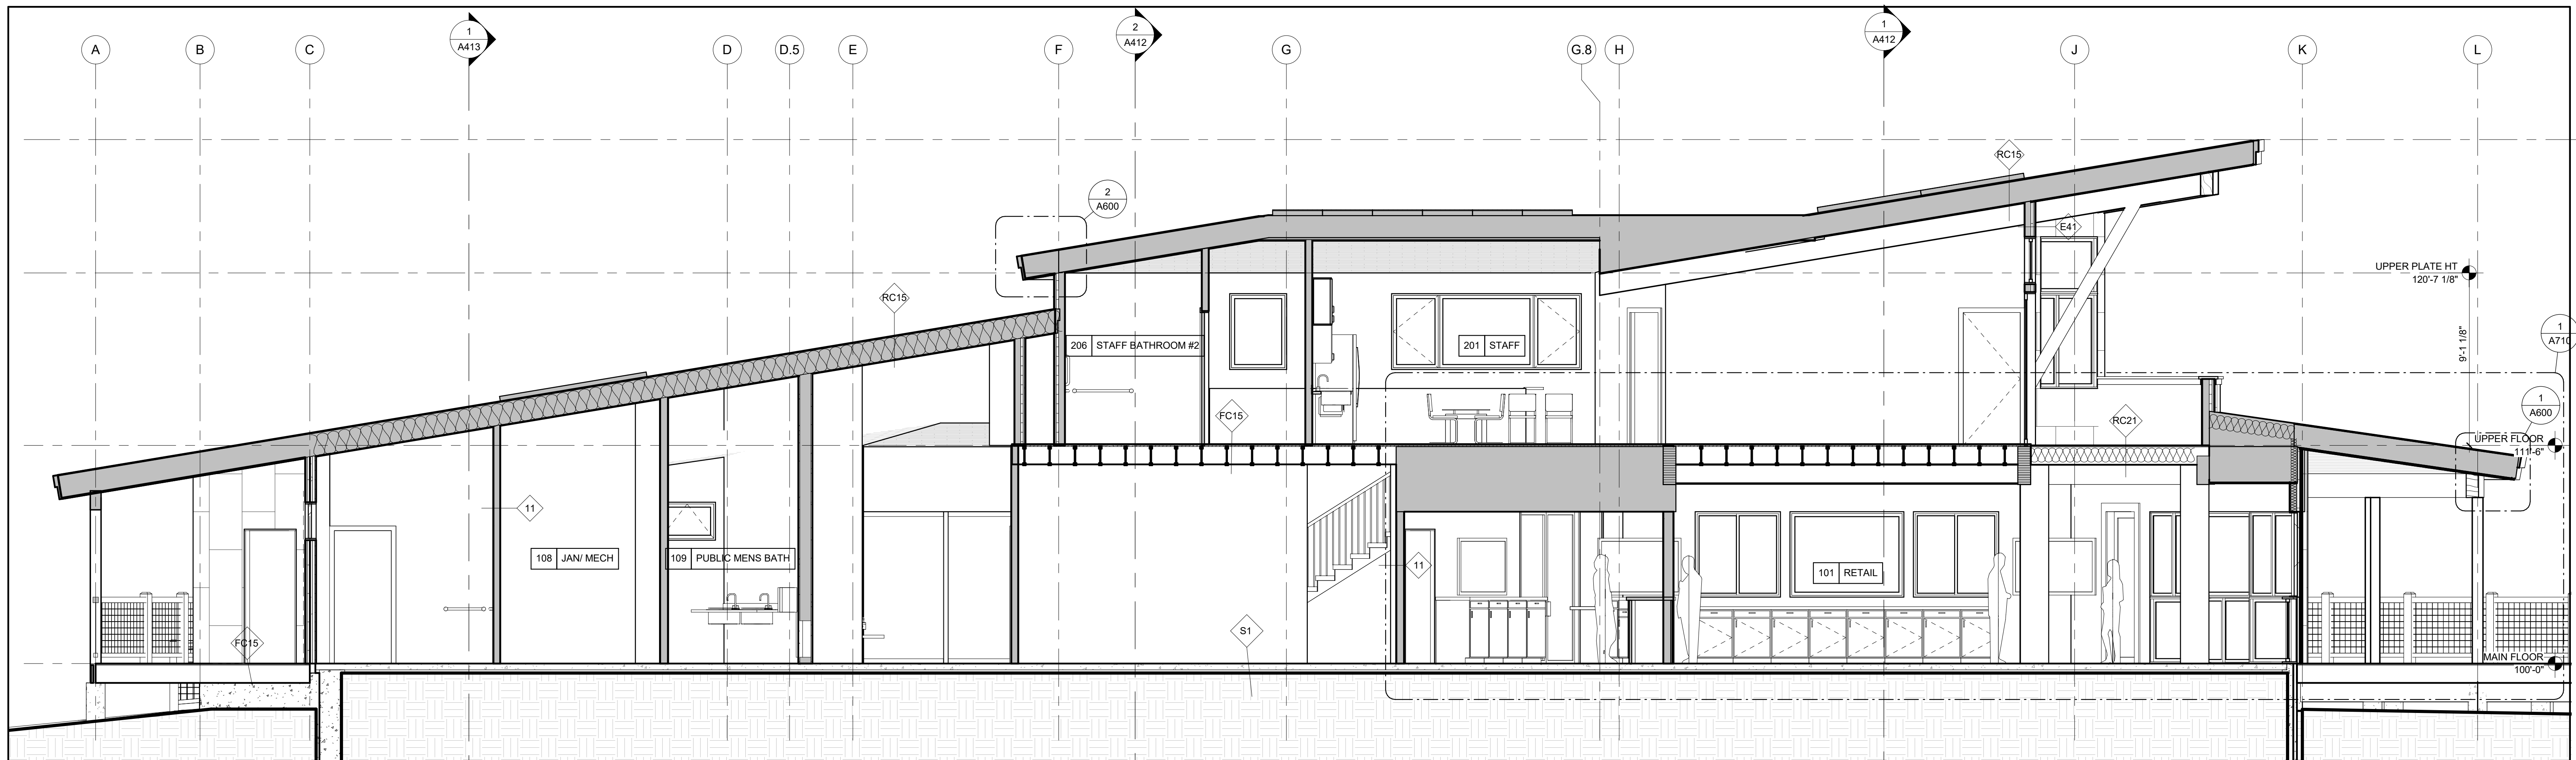 A
B
C
1
A413
D
D.5
E
F
2
A412
G
G.8
H
1
A412
J
K
L
RC15
2
A600
E41
UPPER PLATE HT
120'-7 1/8"
RC15
9'-1 1/8"
1
A710
206 STAFF BATHROOM #2
201 STAFF
FC15
RC21
1
A600
UPPER FLOOR
111'-6"
11
108 JAN/ MECH
109 PUBLIC MENS BATH
11
101 RETAIL
FC15
S1
MAIN FLOOR
100'-0"